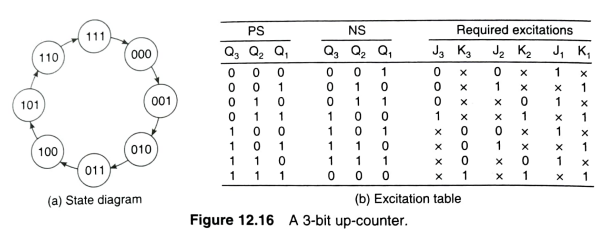 PS NS Required excitations
Q3 Q2 Q1 Q3 Q2 Q1 J3 K3 J2 K2 J1 K1
0 0 0 0 0 1 0 × 0 × 1 ×
0 0 1 0 1 1 0 × 1 × × 1
0 1 0 0 1 1 0 × × 0 1 ×
0 1 1 1 0 0 1 × × 1 × 1
1 0 0 1 0 1 × 0 0 × 1 ×
1 0 1 1 1 0 × 0 1 × × 1
1 1 0 1 1 1 × 0 × 0 1 ×
1 1 1 0 0 0 × 1 × 1 × 1
111
000
001
010
011
100
101
110
(a) State diagram
(b) Excitation table
Figure 12.16 A 3-bit up-counter.